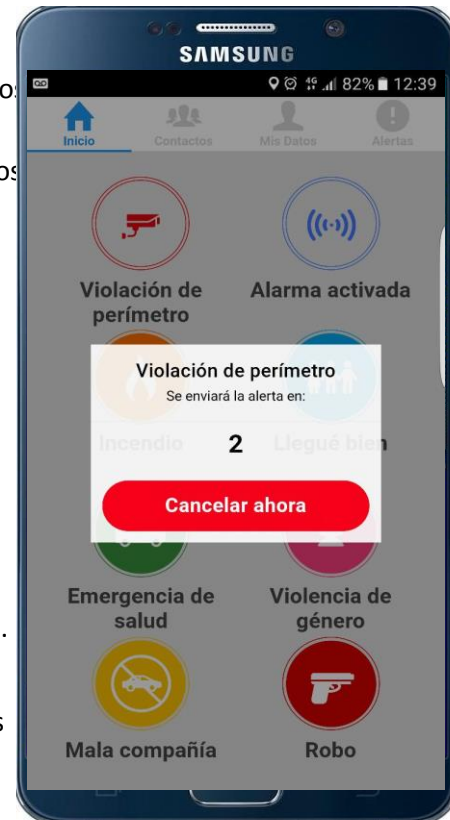 SAMSUNG
4G 82% 12:39
Inicio
Contactos
Mis Datos
Alertas
Violación de
perímetro
Alarma activada
Violación de perímetro
Se enviará la alerta en:
Incendio
Llegué bien
2
Cancelar ahora
Emergencia de
salud
Violencia de
género
Mala compañía
Robo